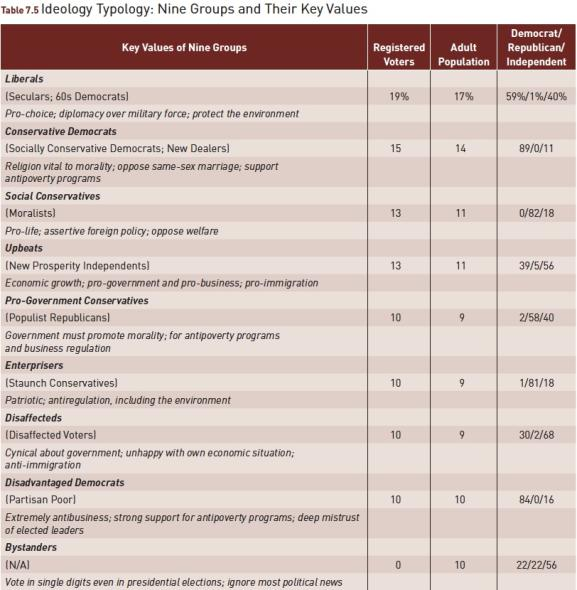 Table 7.5 Ideology Typology: Nine Groups and Their Key Values
Key Values of Nine Groups
Registered
Voters
Adult
Population
Democrat/
Republican/
Independent
Liberals
(Seculars; 60s Democrats) 19% 17% 59%/1%/40%
Pro-choice; diplomacy over military force; protect the environment
Conservative Democrats
(Socially Conservative Democrats; New Dealers) 15 14 89/0/11
Religion vital to morality; oppose same-sex marriage; support
antipoverty programs
Social Conservatives
(Moralists) 13 11 0/82/18
Pro-life; assertive foreign policy; oppose welfare
Upbeats
(New Prosperity Independents) 13 11 39/5/56
Economic growth; pro-government and pro-business; pro-immigration
Pro-Government Conservatives
(Populist Republicans) 10 9 2/58/40
Government must promote morality; for antipoverty programs
and business regulation
Enterprisers
(Staunch Conservatives) 10 9 1/81/18
Patriotic; antiregulation, including the environment
Disaffecteds
(Disaffected Voters) 10 9 30/2/68
Cynical about government; unhappy with own economic situation;
anti-immigration
Disadvantaged Democrats
(Partisan Poor) 10 10 84/0/16
Extremely antibusiness; strong support for antipoverty programs; deep mistrust
of elected leaders
Bystanders
(N/A) 0 10 22/22/56
Vote in single digits even in presidential elections; ignore most political news